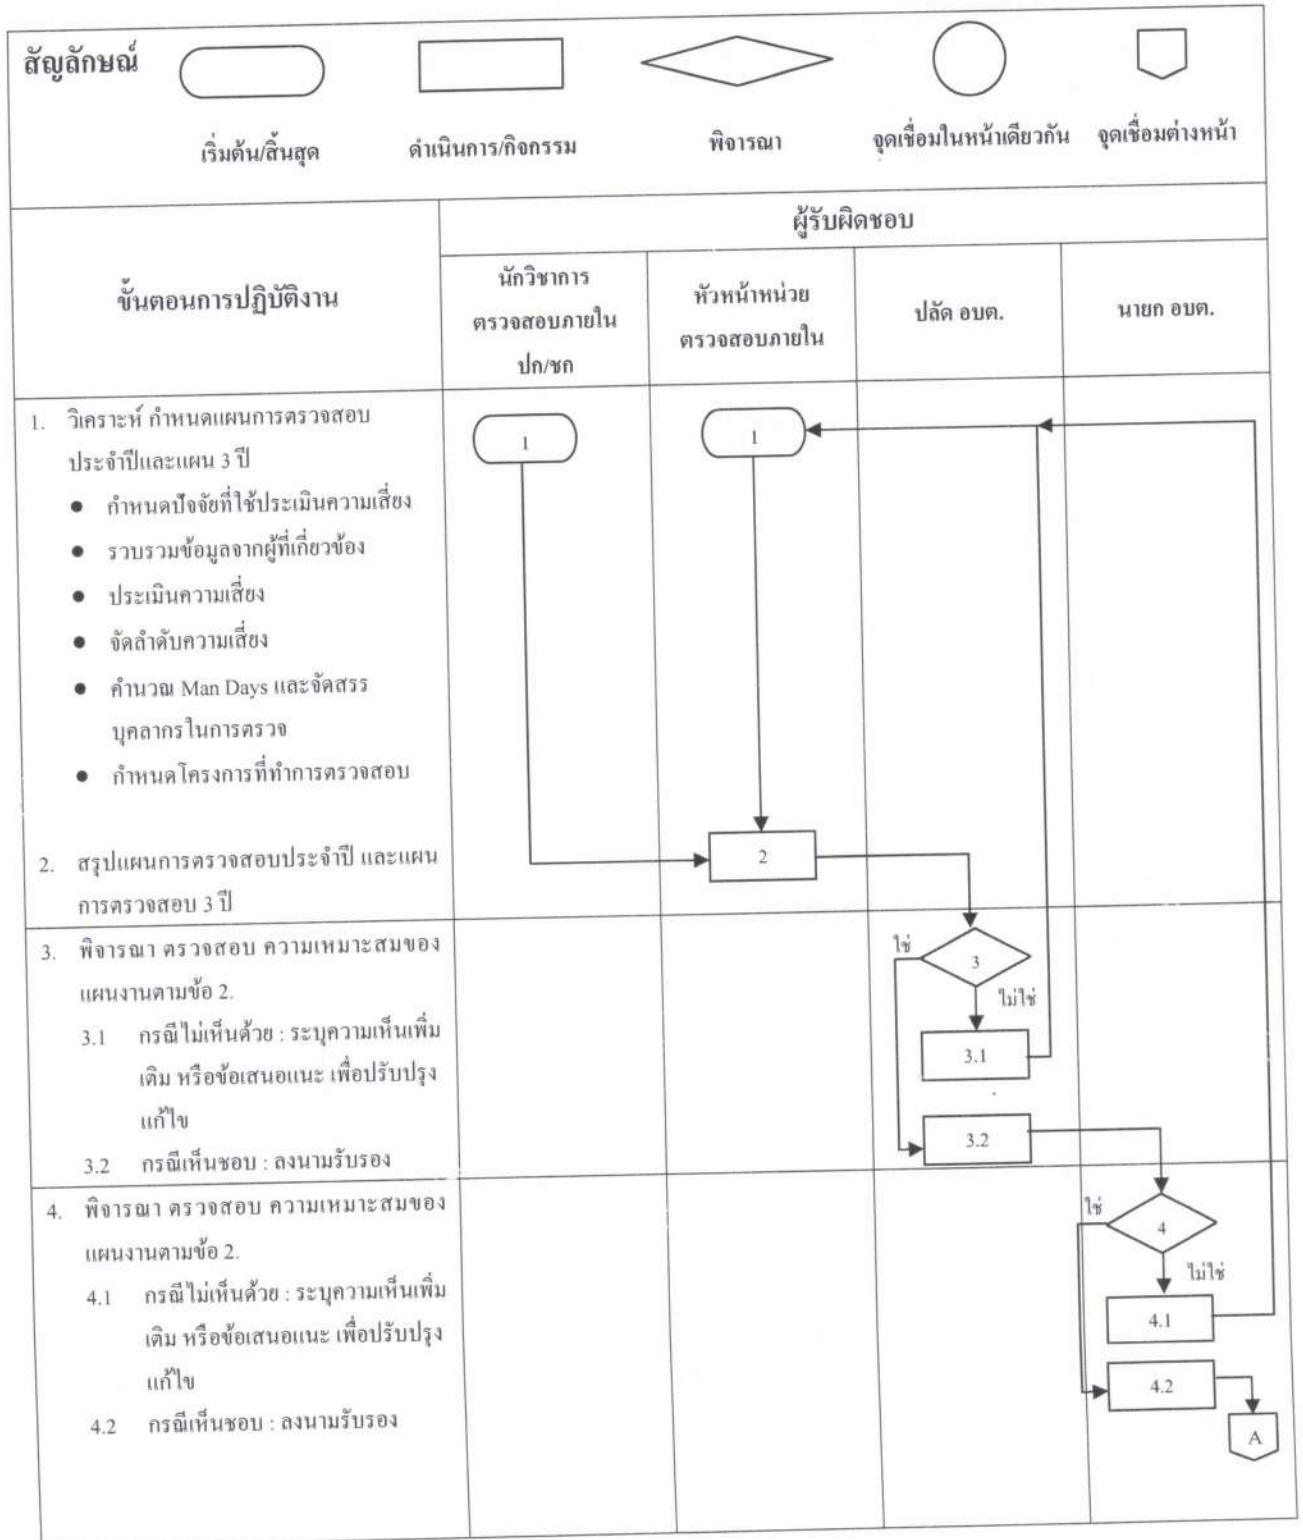 สัญลักษณ์
เริ่มต้น/สิ้นสุด ดำเนินการ/กิจกรรม พิจารณา จุดเชื่อมในหน้าเดียวกัน จุดเชื่อมต่างหน้า
ขั้นตอนการปฏิบัติงาน
ผู้รับผิดชอบ
นักวิชาการ
ตรวจสอบภายใน
ปก/ชก
หัวหน้าหน่วย
ตรวจสอบภายใน
ปลัด อบต.
นายก อบต.
1. วิเคราะห์ กำหนดแผนการตรวจสอบ
ประจำปีและแผน 3 ปี
● กำหนดปัจจัยที่ใช้ประเมินความเสี่ยง
● รวบรวมข้อมูลจากผู้ที่เกี่ยวข้อง
● ประเมินความเสี่ยง
● จัดลำดับความเสี่ยง
● คำนวณ Man Days และจัดสรร
บุคลากรในการตรวจ
● กำหนดโครงการที่ทำการตรวจสอบ
1
1
2. สรุปแผนการตรวจสอบประจำปี และแผน
การตรวจสอบ 3 ปี
2
3. พิจารณา ตรวจสอบ ความเหมาะสมของ
แผนงานตามข้อ 2.
3.1 กรณีไม่เห็นด้วย : ระบุความเห็นเพิ่ม
เติม หรือข้อเสนอแนะ เพื่อปรับปรุง
แก้ไข
3.2 กรณีเห็นชอบ : ลงนามรับรอง
ใช่
3
ไม่ใช่
3.1
3.2
4. พิจารณา ตรวจสอบ ความเหมาะสมของ
แผนงานตามข้อ 2.
4.1 กรณีไม่เห็นด้วย : ระบุความเห็นเพิ่ม
เติม หรือข้อเสนอแนะ เพื่อปรับปรุง
แก้ไข
4.2 กรณีเห็นชอบ : ลงนามรับรอง
ใช่
4
ไม่ใช่
4.1
4.2
A